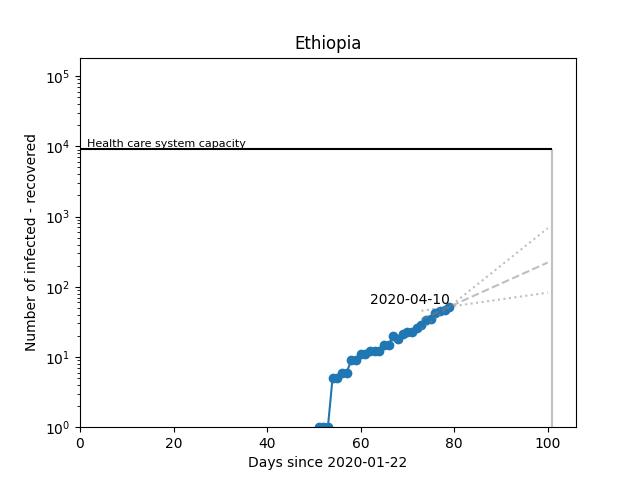 Ethiopia
10^5
10^4
10^3
10^2
10^1
10^0
Health care system capacity
2020-04-10
Number of infected - recovered
0 20 40 60 80 100
Days since 2020-01-22